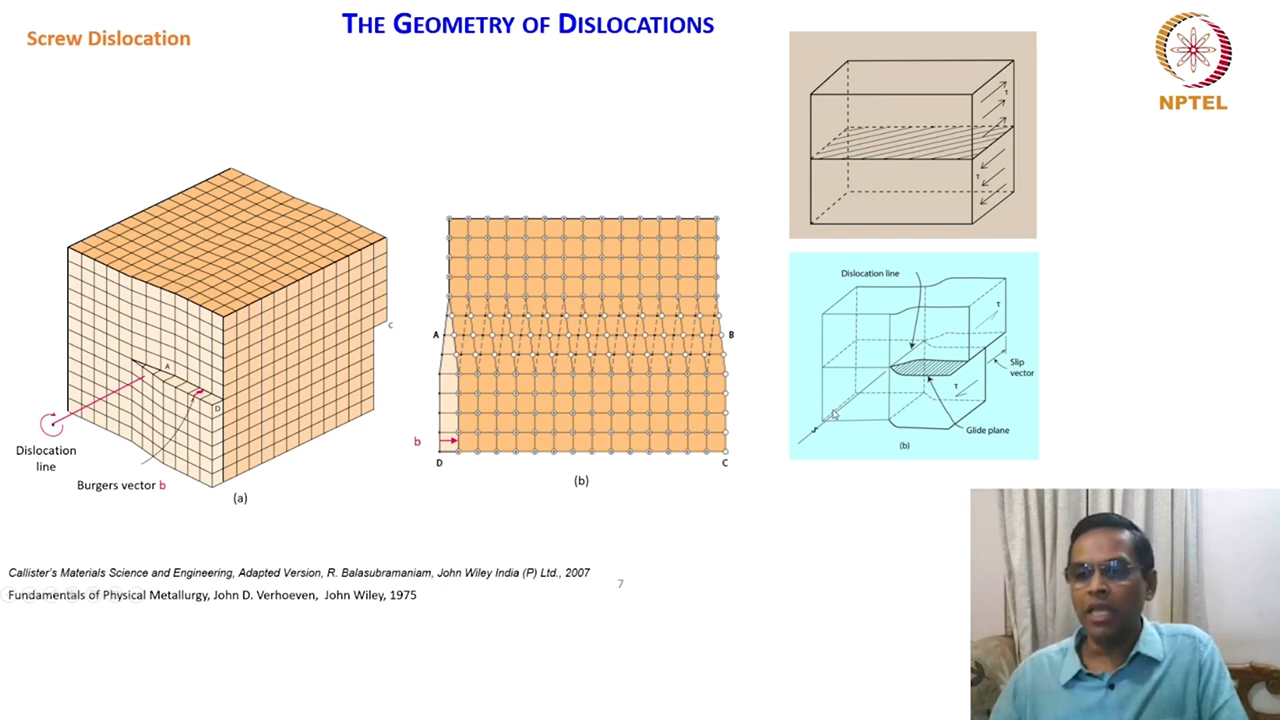 THE GEOMETRY OF DISLOCATIONS
Screw Dislocation
NPTEL
τ
τ
C
A
D
Dislocation
line
Burgers vector b
(a)
A
B
b
D
C
(b)
Dislocation line
τ
Slip
vector
τ
Glide plane
(b)
Callister's Materials Science and Engineering, Adapted Version, R. Balasubramaniam, John Wiley India (P) Ltd., 2007
Fundamentals of Physical Metallurgy, John D. Verhoeven, John Wiley, 1975
7